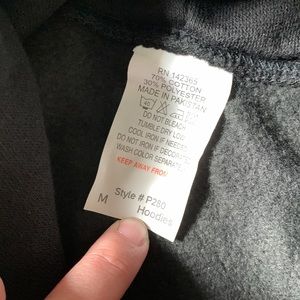 RN 142365
70% COTTON
30% POLYESTER
MADE IN PAKISTAN
40
DO NOT BLEACH
TUMBLE DRY LOW
COOL IRON IF NEEDED
DO NOT IRON IF DECORATED
WASH COLOR SEPARATELY
KEEP AWAY FROM
Style # P280
M
Hoodies